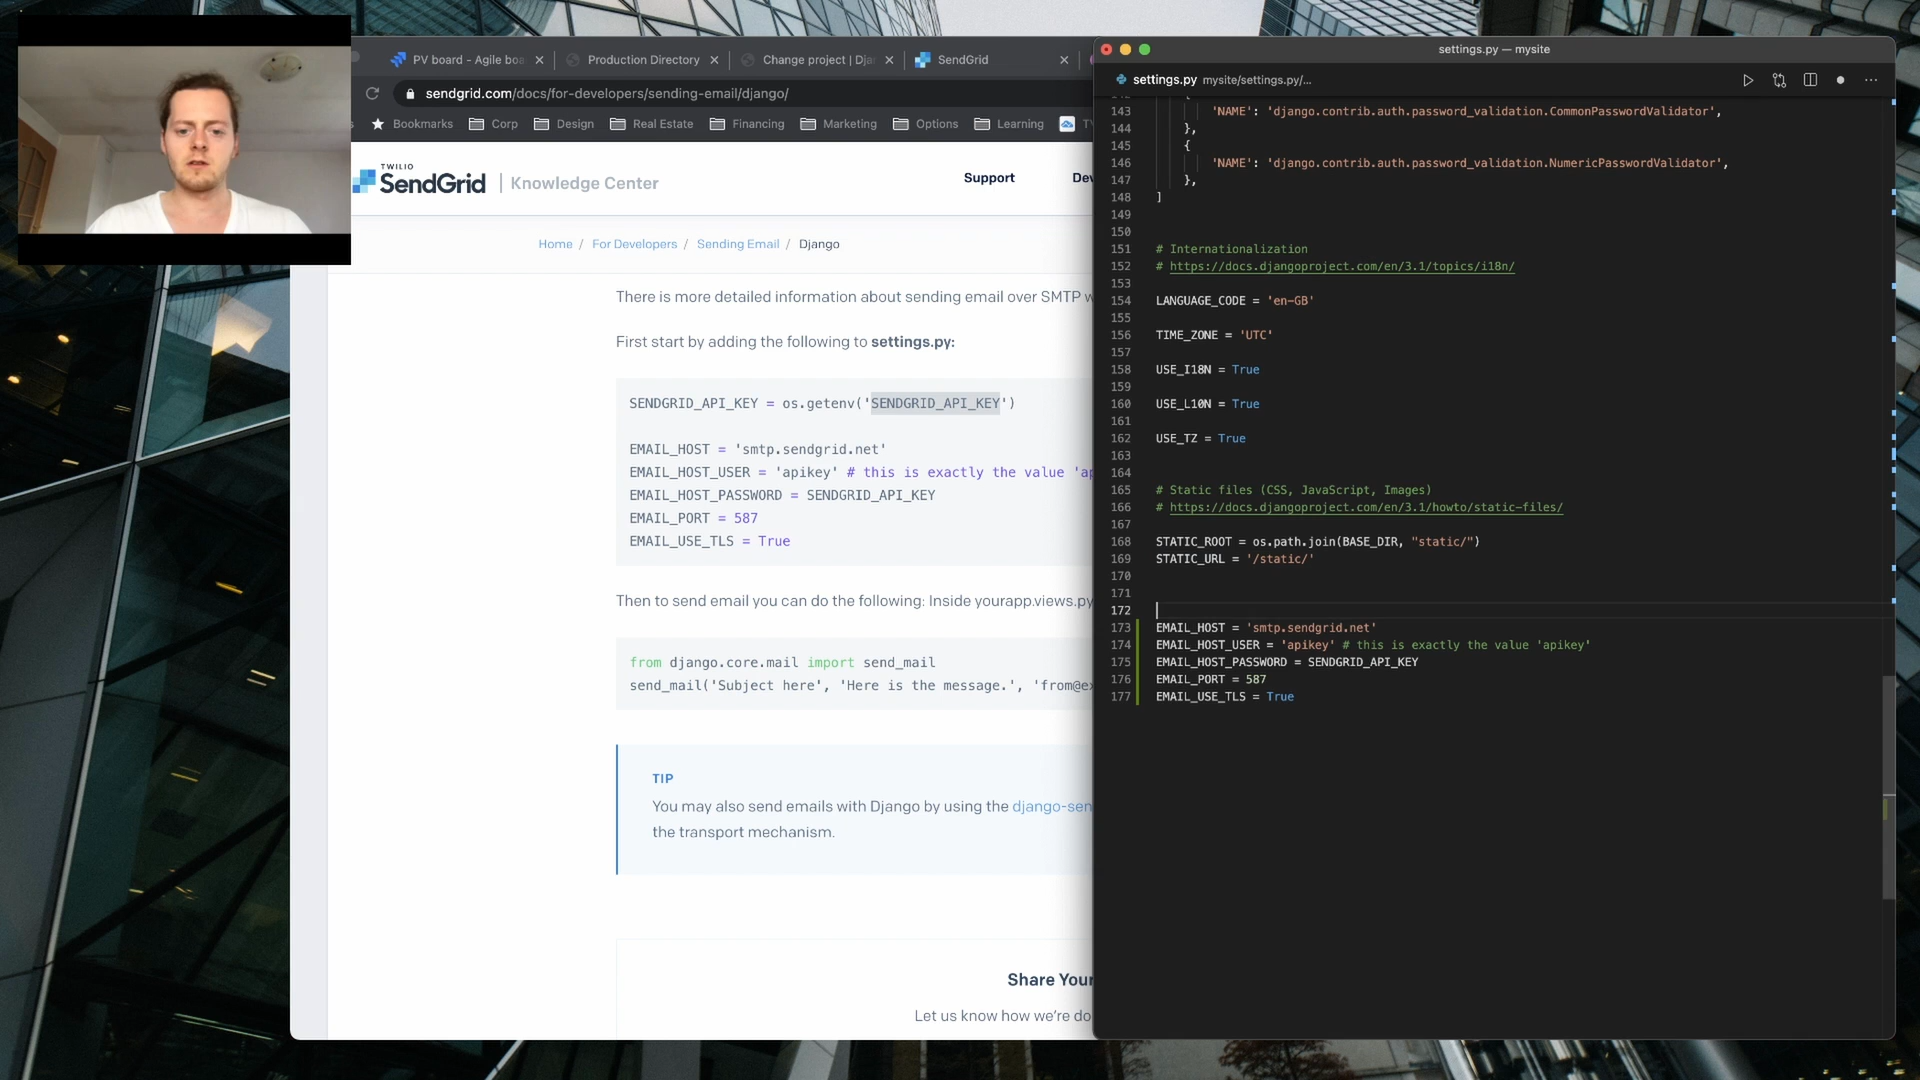 PV board - Agile boa
Production Directory
Change project | Djan
SendGrid
sendgrid.com/docs/for-developers/sending-email/django/
Bookmarks
Corp
Design
Real Estate
Financing
Marketing
Options
Learning
TWILIO
SendGrid
Knowledge Center
Support
Home / For Developers / Sending Email / Django
There is more detailed information about sending email over SMTP w
First start by adding the following to settings.py:
SENDGRID_API_KEY = os.getenv('SENDGRID_API_KEY')
EMAIL_HOST = 'smtp.sendgrid.net'
EMAIL_HOST_USER = 'apikey' # this is exactly the value 'ap
EMAIL_HOST_PASSWORD = SENDGRID_API_KEY
EMAIL_PORT = 587
EMAIL_USE_TLS = True
Then to send email you can do the following: Inside yourapp.views.py
from django.core.mail import send_mail
send_mail('Subject here', 'Here is the message.', 'from@ex
TIP
You may also send emails with Django by using the django-sen
the transport mechanism.
Share Your
Let us know how we're do
settings.py — mysite
settings.py mysite/settings.py/...
143 'NAME': 'django.contrib.auth.password_validation.CommonPasswordValidator',
144 },
145 {
146 'NAME': 'django.contrib.auth.password_validation.NumericPasswordValidator',
147 },
148 ]
149
150
151 # Internationalization
152 # https://docs.djangoproject.com/en/3.1/topics/i18n/
153
154 LANGUAGE_CODE = 'en-GB'
155
156 TIME_ZONE = 'UTC'
157
158 USE_I18N = True
159
160 USE_L10N = True
161
162 USE_TZ = True
163
164
165 # Static files (CSS, JavaScript, Images)
166 # https://docs.djangoproject.com/en/3.1/howto/static-files/
167
168 STATIC_ROOT = os.path.join(BASE_DIR, "static/")
169 STATIC_URL = '/static/'
170
171
172
173 EMAIL_HOST = 'smtp.sendgrid.net'
174 EMAIL_HOST_USER = 'apikey' # this is exactly the value 'apikey'
175 EMAIL_HOST_PASSWORD = SENDGRID_API_KEY
176 EMAIL_PORT = 587
177 EMAIL_USE_TLS = True